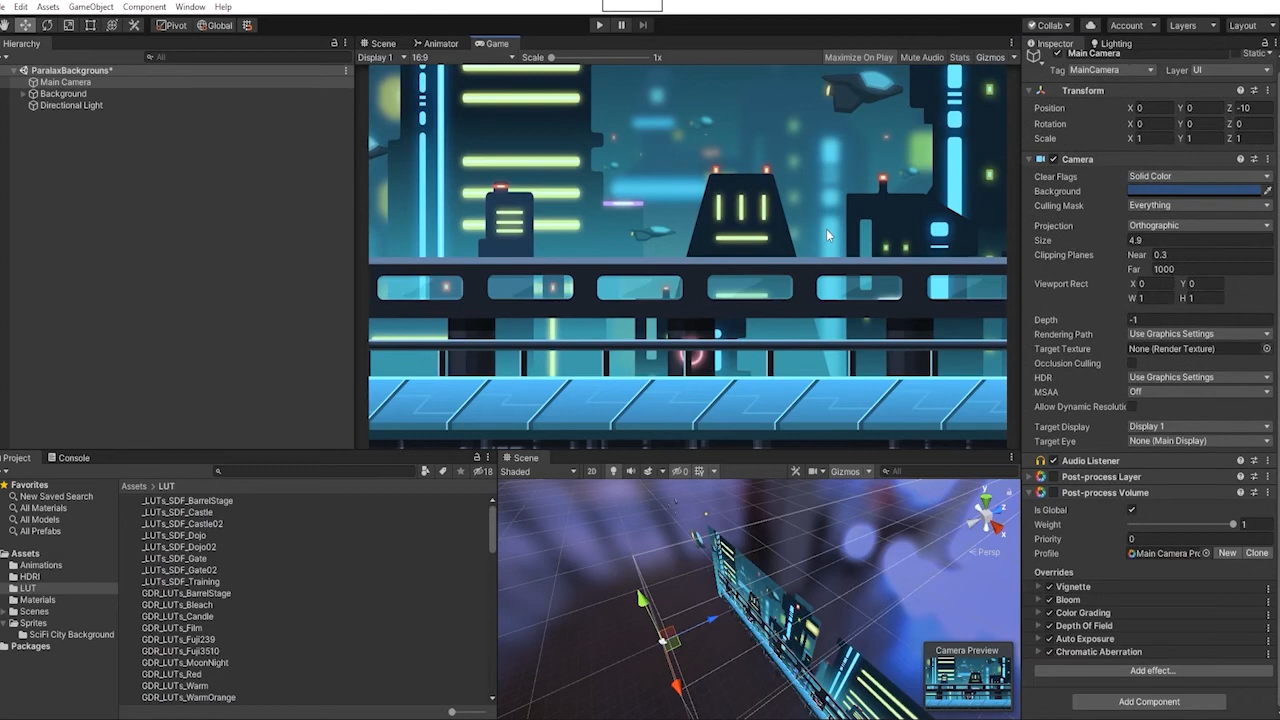 Edit Assets GameObject Component Window Help
Pivot Global Collab Account Layers Layout
Hierarchy
All
ParalaxBackgrouns*
Main Camera
Background
Directional Light
Scene Animator Game
Display 1 16:9 Scale 1x Maximize On Play Mute Audio Stats Gizmos
Inspector Lighting
Main Camera Static
Tag MainCamera Layer UI
Transform
Position X 0 Y 0 Z -10
Rotation X 0 Y 0 Z 0
Scale X 1 Y 1 Z 1
Camera
Clear Flags Solid Color
Background
Culling Mask Everything
Projection Orthographic
Size 4.9
Clipping Planes Near 0.3
Far 1000
Viewport Rect X 0 Y 0
W 1 H 1
Depth -1
Rendering Path Use Graphics Settings
Target Texture None (Render Texture)
Occlusion Culling
HDR Use Graphics Settings
MSAA Off
Allow Dynamic Resolutic
Target Display Display 1
Target Eye None (Main Display)
Audio Listener
Post-process Layer
Post-process Volume
Is Global
Weight 1
Priority 0
Profile Main Camera Prc New Clone
Overrides
Vignette
Bloom
Color Grading
Depth Of Field
Auto Exposure
Chromatic Aberration
Add effect...
Add Component
Project Console
18
Favorites
New Saved Search
All Materials
All Models
All Prefabs
Assets
Animations
HDRI
LUT
Materials
Scenes
Sprites
SciFi City Background
Packages
Assets > LUT
_LUTs_SDF_BarrelStage
_LUTs_SDF_Castle
_LUTs_SDF_Castle02
_LUTs_SDF_Dojo
_LUTs_SDF_Dojo02
_LUTs_SDF_Gate
_LUTs_SDF_Gate02
_LUTs_SDF_Training
GDR_LUTs_BarrelStage
GDR_LUTs_Bleach
GDR_LUTs_Candle
GDR_LUTs_Film
GDR_LUTs_Fuji239
GDR_LUTs_Fuji3510
GDR_LUTs_MoonNight
GDR_LUTs_Red
GDR_LUTs_Warm
GDR_LUTs_WarmOrange
Scene
Shaded 2D 0 Gizmos All
y
z
x
Persp
Camera Preview